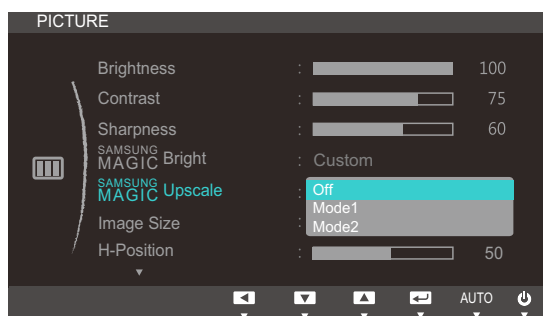 PICTURE
Brightness : 100
Contrast : 75
Sharpness : 60
SAMSUNG MAGIC Bright : Custom
SAMSUNG MAGIC Upscale : Off
Mode1
Image Size : Mode2
H-Position : 50
AUTO